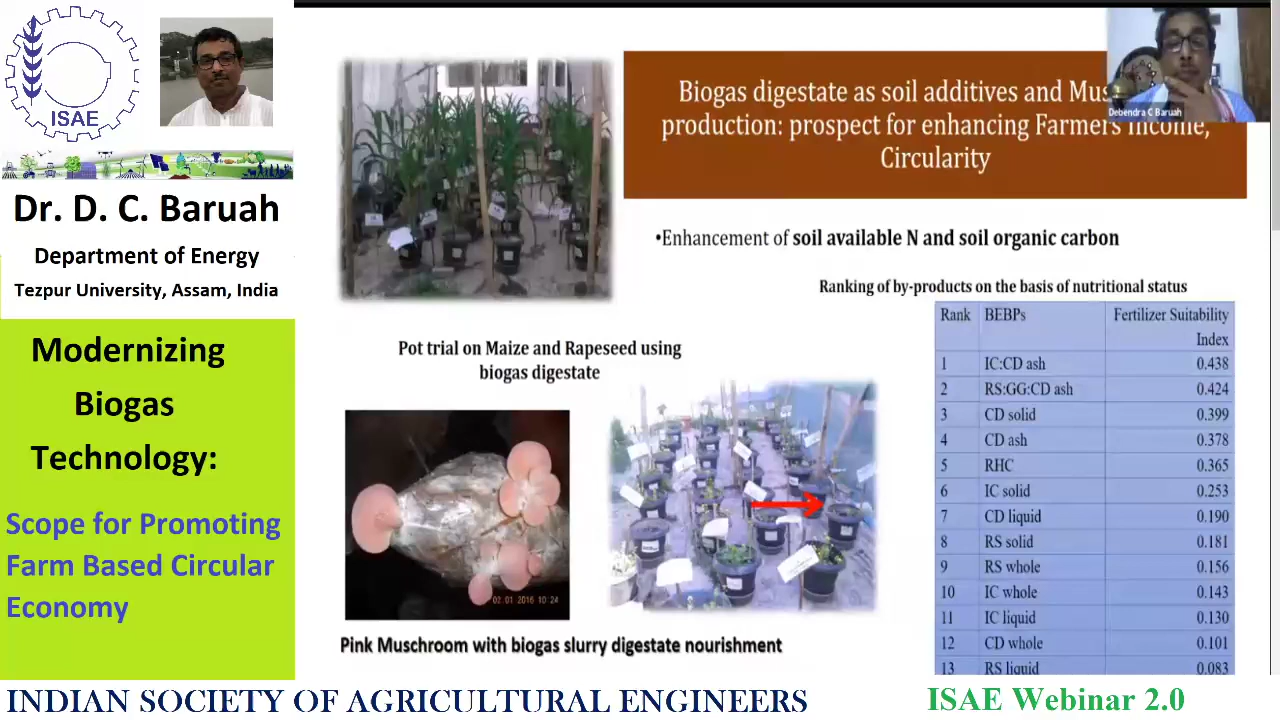 ISAE
Dr. D. C. Baruah
Department of Energy
Tezpur University, Assam, India
Modernizing
Biogas
Technology:
Scope for Promoting
Farm Based Circular
Economy
Biogas digestate as soil additives and Mus
production: prospect for enhancing Farmers Income,
Circularity
Debendra C Baruah
•Enhancement of soil available N and soil organic carbon
Ranking of by-products on the basis of nutritional status
Rank BEBPs Fertilizer Suitability
Index
1 IC:CD ash 0.438
2 RS:GG:CD ash 0.424
3 CD solid 0.399
4 CD ash 0.378
5 RHC 0.365
6 IC solid 0.253
7 CD liquid 0.190
8 RS solid 0.181
9 RS whole 0.156
10 IC whole 0.143
11 IC liquid 0.130
12 CD whole 0.101
13 RS liquid 0.083
Pot trial on Maize and Rapeseed using
biogas digestate
02.01.2016 10:24
Pink Muschroom with biogas slurry digestate nourishment
INDIAN SOCIETY OF AGRICULTURAL ENGINEERS
ISAE Webinar 2.0